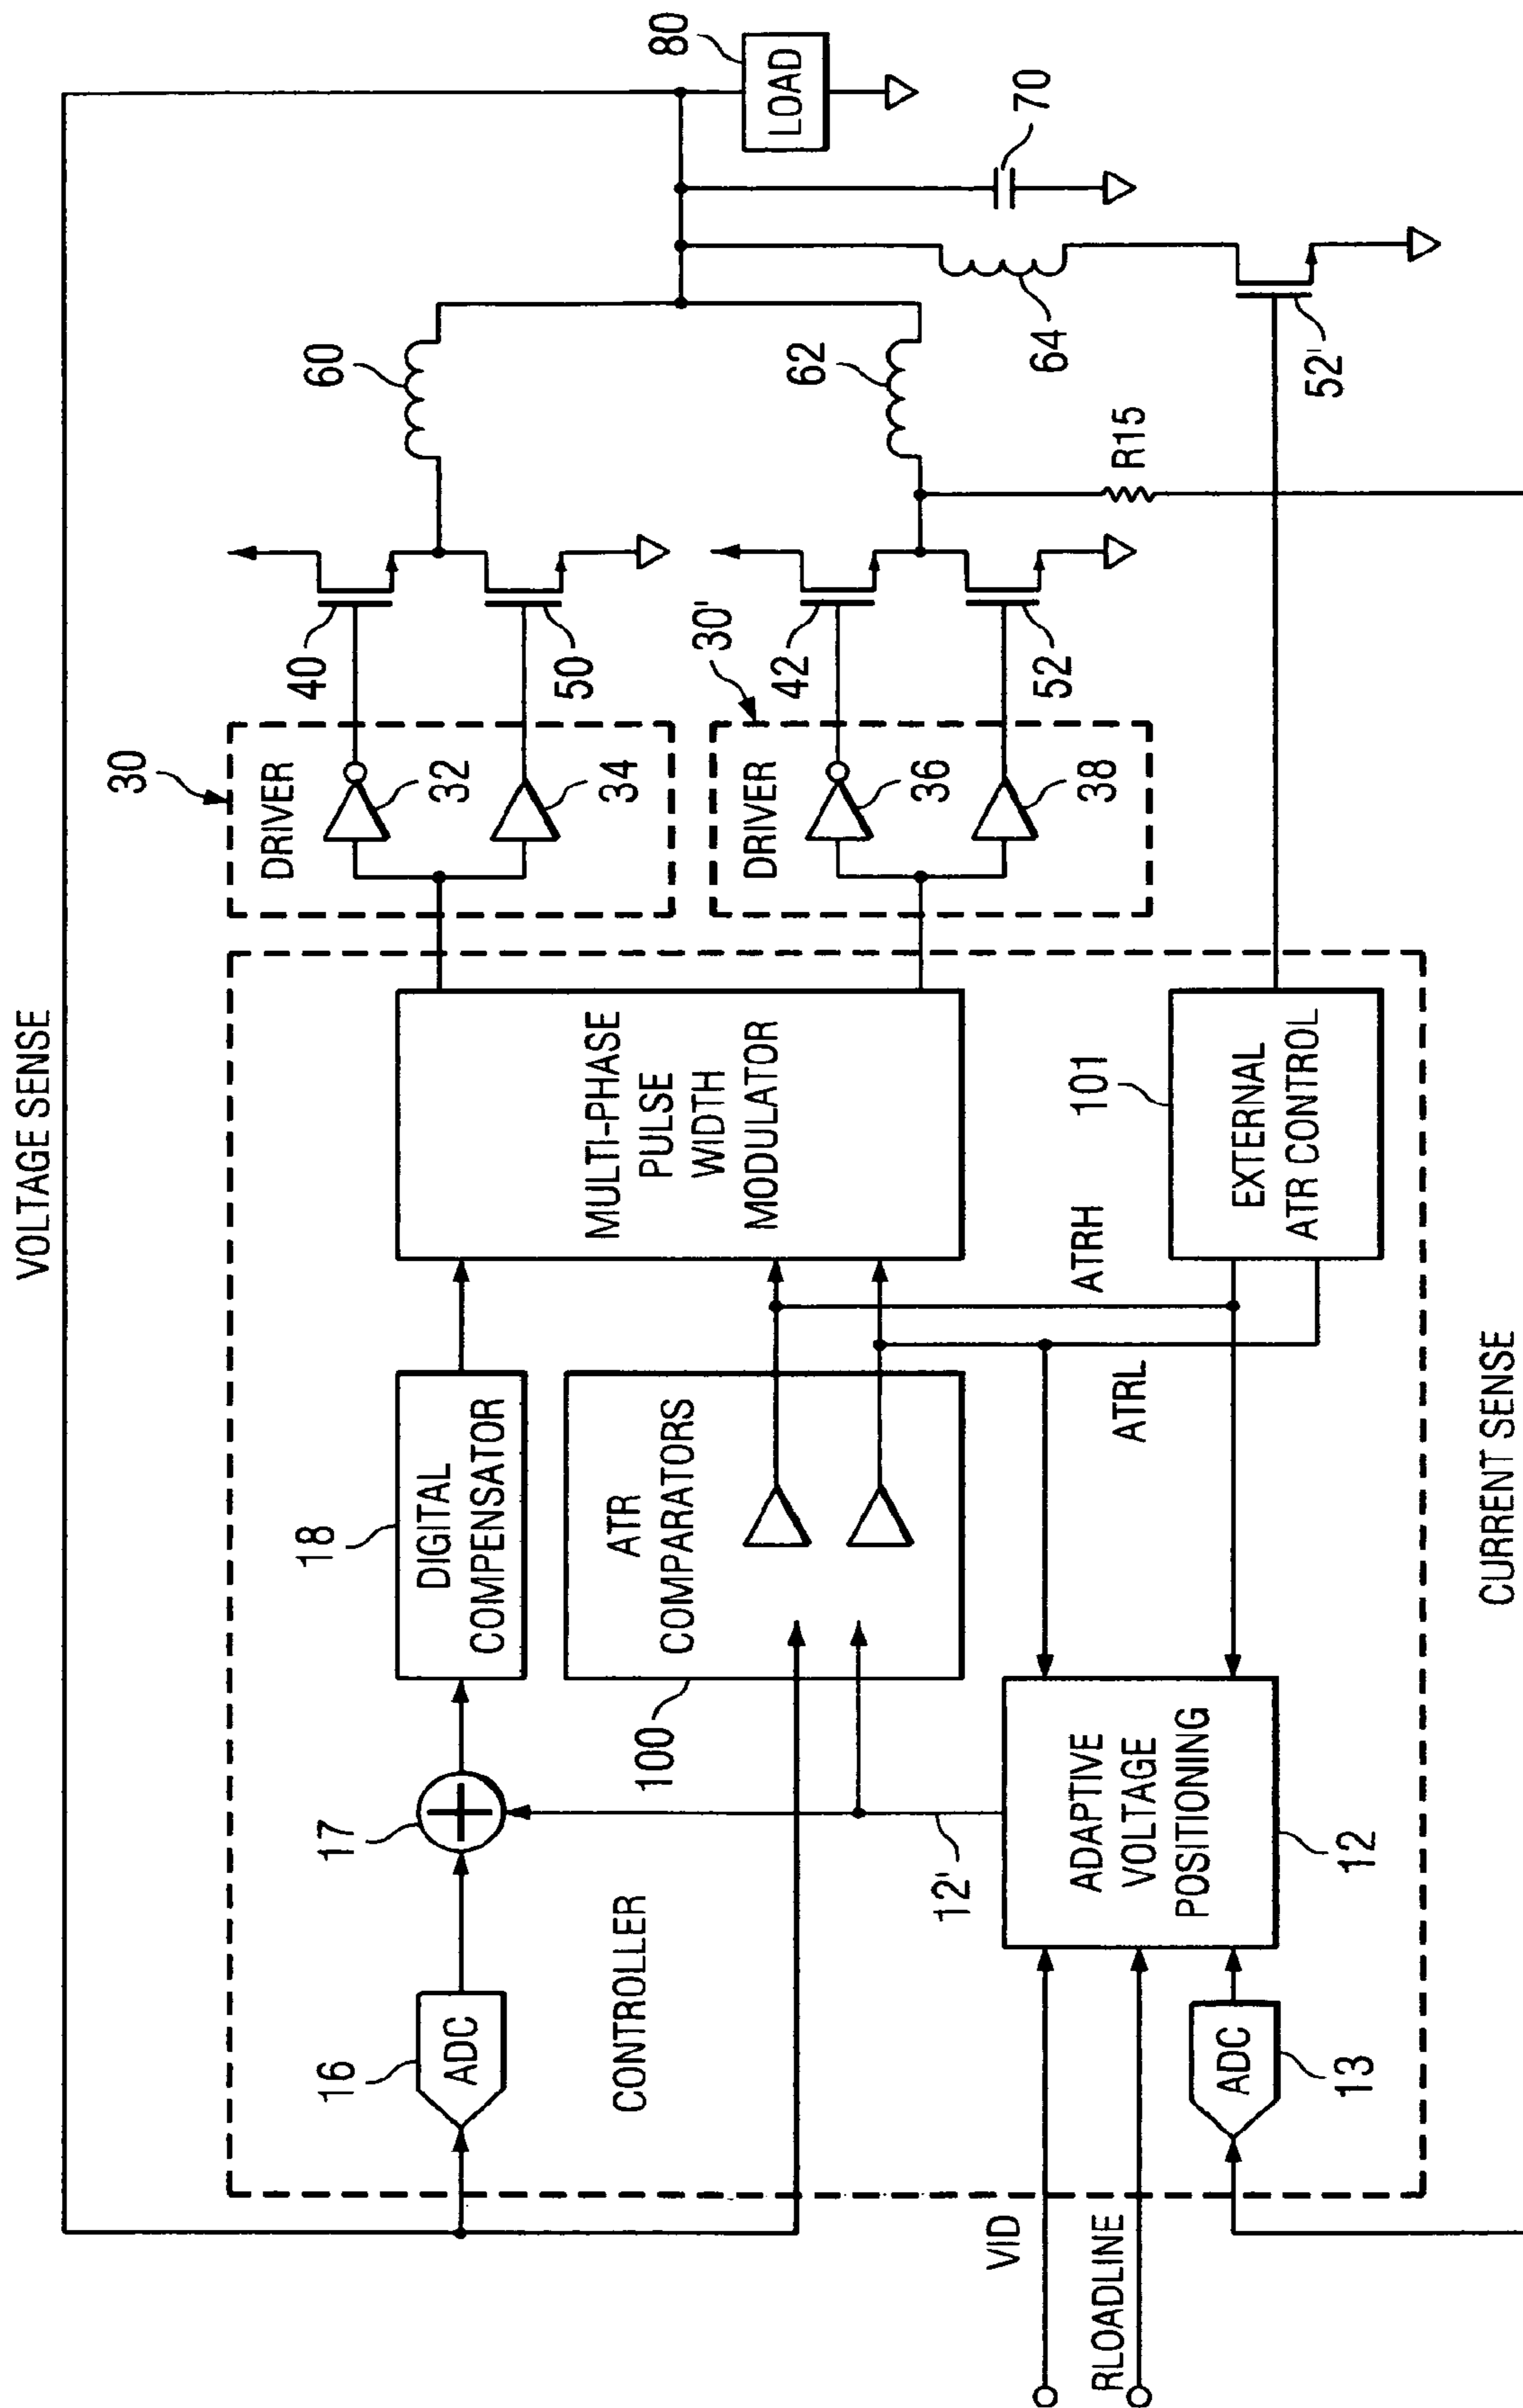 VOLTAGE SENSE
30
DRIVER
32
34
40
50
60
80
LOAD
70
16
ADC
17
18
DIGITAL
COMPENSATOR
MULTI-PHASE
PULSE
WIDTH
MODULATOR
30'
DRIVER
36
38
42
52
62
64
R15
52'
CONTROLLER
100
ATR
COMPARATORS
ATRH
ATRL
101
EXTERNAL
ATR CONTROL
12'
VID
RLOADLINE
ADC
13
ADAPTIVE
VOLTAGE
POSITIONING
12
CURRENT SENSE